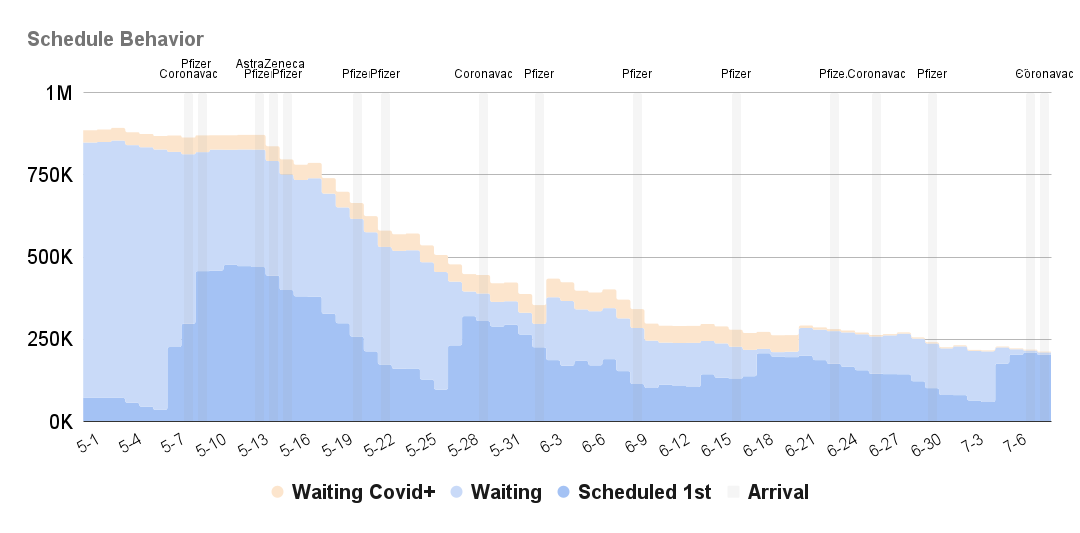 Schedule Behavior
Pfizer AstraZeneca
Coronavac Pfizer Pfizer Pfizer Pfizer Coronavac Pfizer Pfizer Pfizer Pfize. Coronavac Pfizer Coronavac
1M
750K
500K
250K
0K
5-1 5-4 5-7 5-10 5-13 5-16 5-19 5-22 5-25 5-28 5-31 6-3 6-6 6-9 6-12 6-15 6-18 6-21 6-24 6-27 6-30 7-3 7-6
Waiting Covid+ Waiting Scheduled 1st Arrival